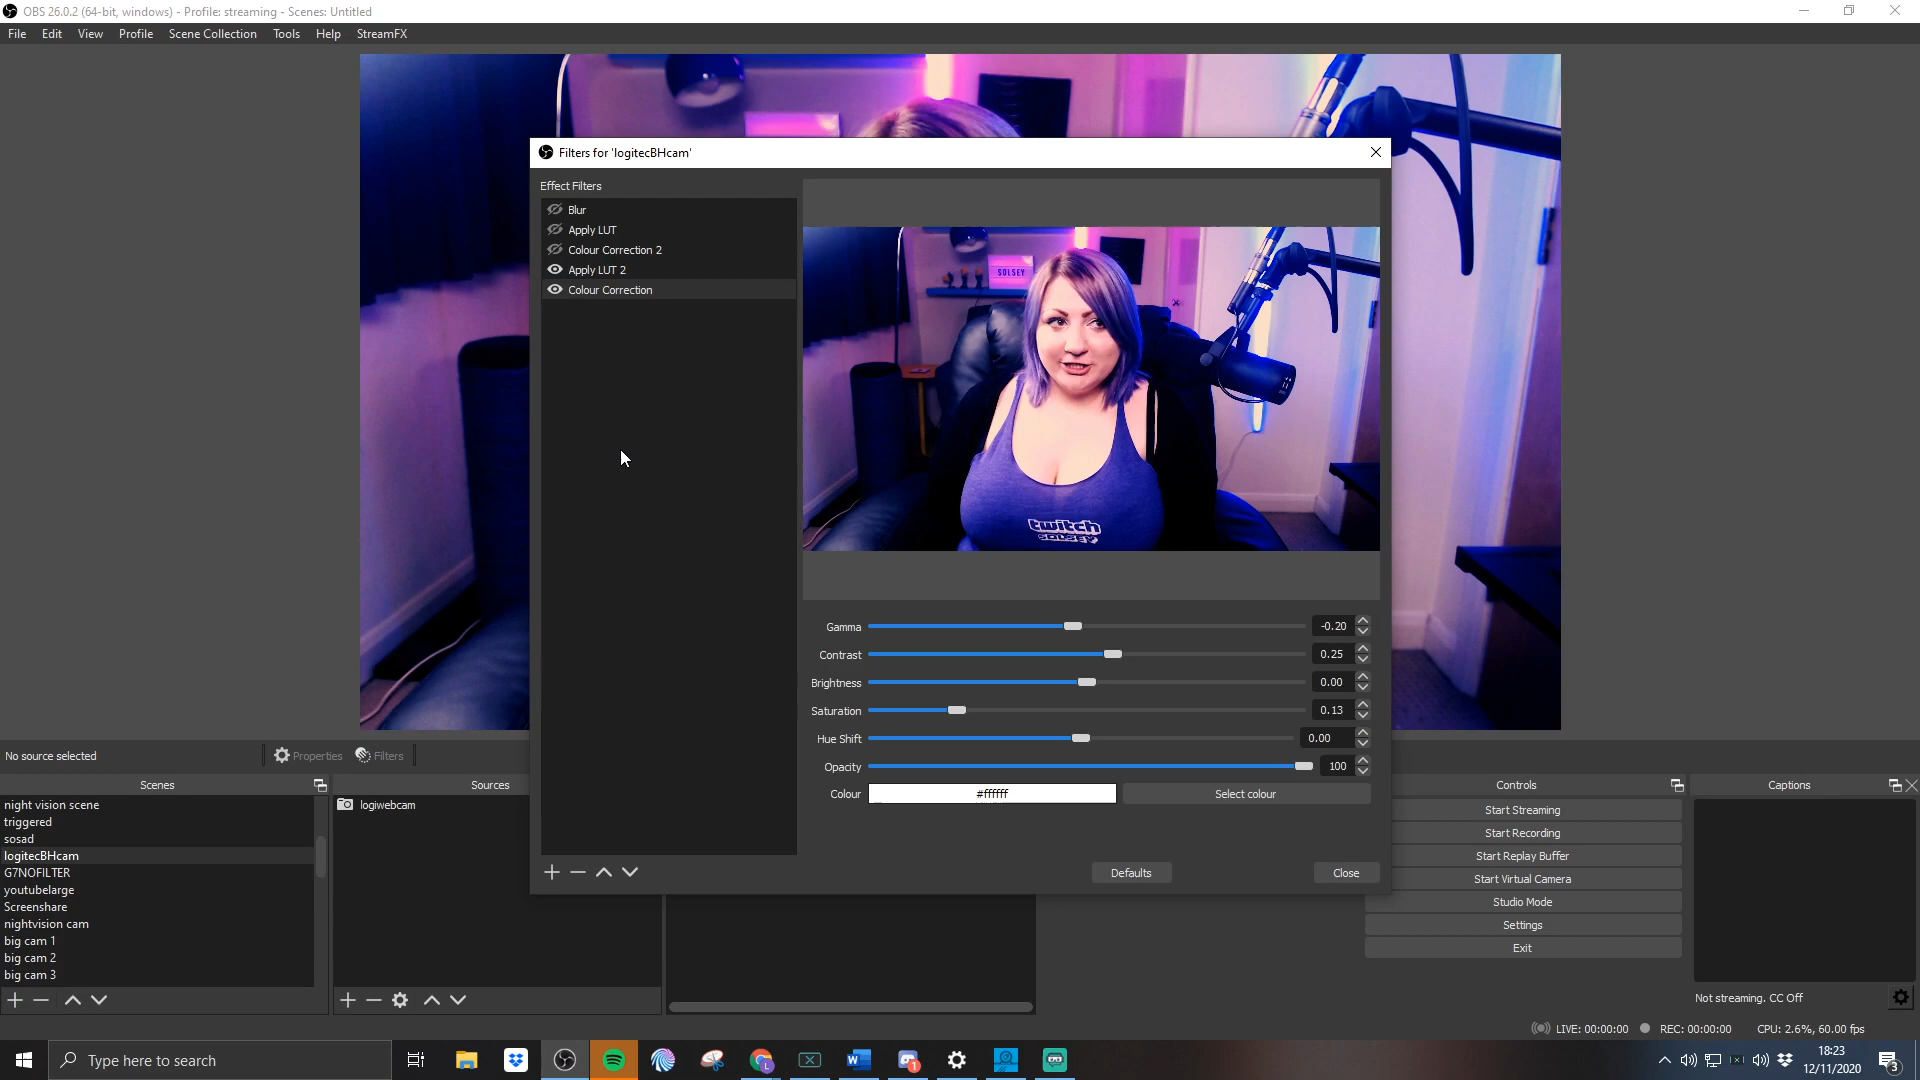 OBS 26.0.2 (64-bit, windows) - Profile: streaming - Scenes: Untitled
File Edit View Profile Scene Collection Tools Help StreamFX
Filters for 'logitecBHcam'
Effect Filters
Blur
Apply LUT
Colour Correction 2
Apply LUT 2
Colour Correction
SOLSEY
twitch
SOLSEY
Gamma -0.20
Contrast 0.25
Brightness 0.00
Saturation 0.13
Hue Shift 0.00
Opacity 100
Colour #ffffff Select colour
Defaults Close
No source selected Properties Filters
Scenes
night vision scene
triggered
sosad
logitecBHcam
G7NOFILTER
youtubelarge
Screenshare
nightvision cam
big cam 1
big cam 2
big cam 3
Sources
logiwebcam
Controls
Start Streaming
Start Recording
Start Replay Buffer
Start Virtual Camera
Studio Mode
Settings
Exit
Captions
Not streaming. CC Off
LIVE: 00:00:00 REC: 00:00:00 CPU: 2.6%, 60.00 fps
Type here to search
L
W
1
18:23
12/11/2020
3